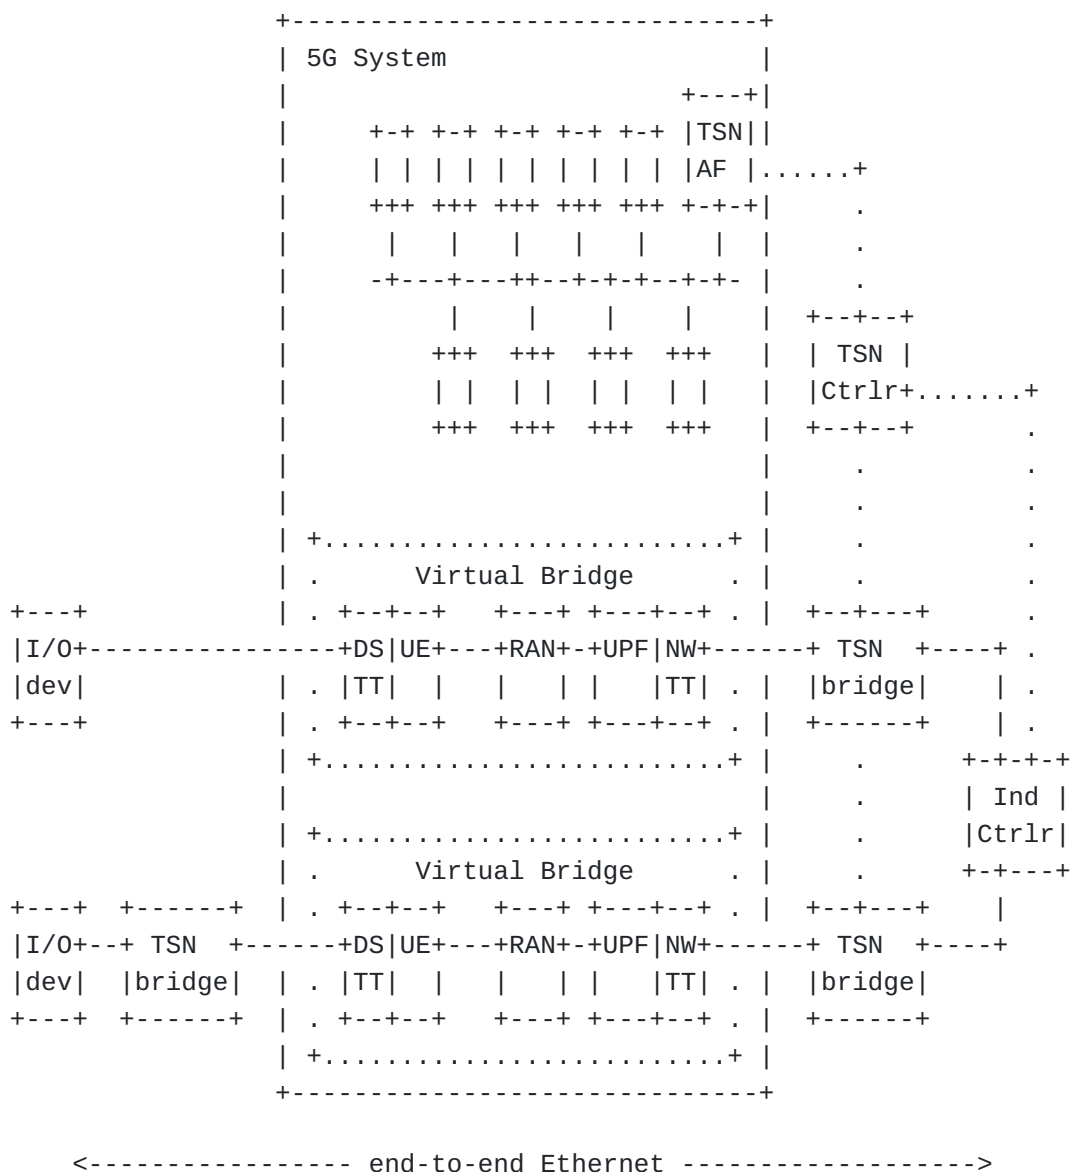 5G System
TSN
AF
TSN
Ctrlr
Virtual Bridge
I/O DS UE RAN UPF NW TSN
dev TT TT bridge
Ind
Ctrlr
Virtual Bridge
I/O TSN DS UE RAN UPF NW TSN
dev bridge TT TT bridge
end-to-end Ethernet